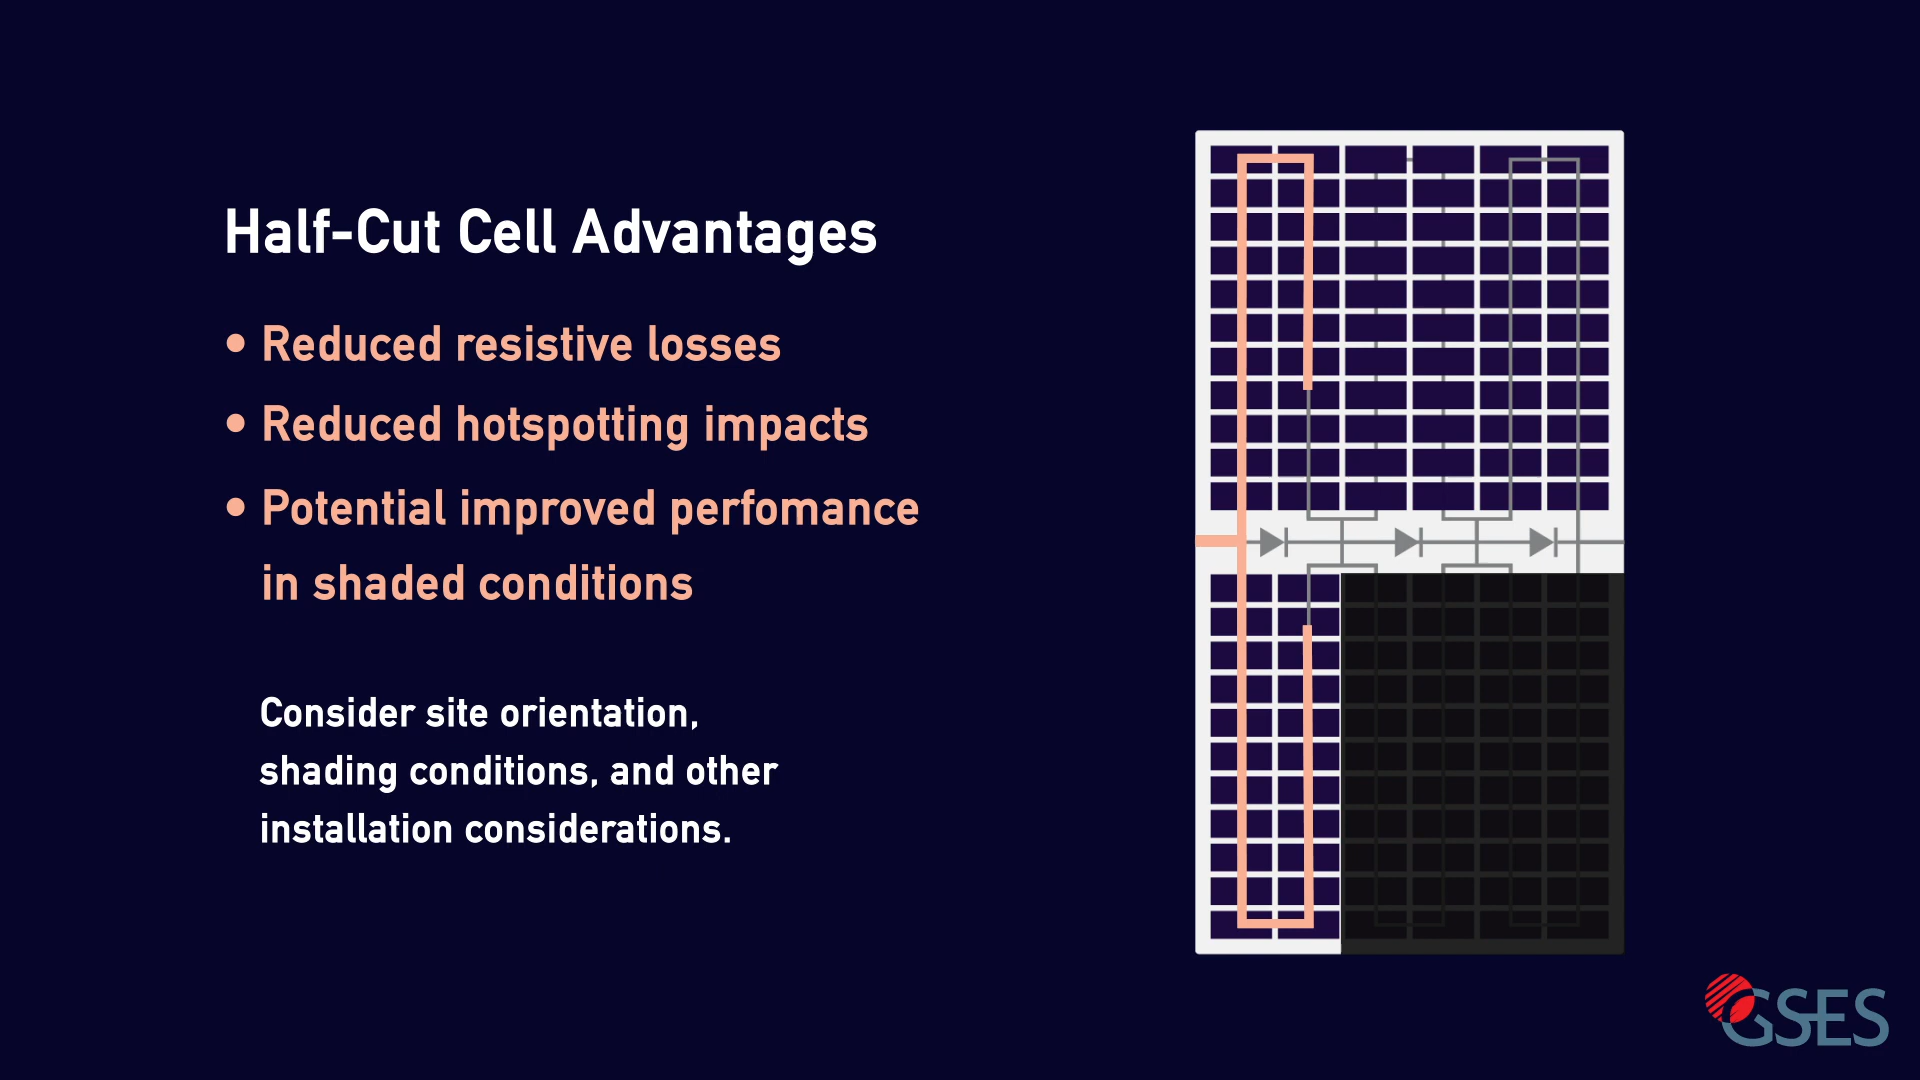 Half-Cut Cell Advantages
• Reduced resistive losses
• Reduced hotspotting impacts
• Potential improved perfomance
in shaded conditions
Consider site orientation,
shading conditions, and other
installation considerations.
GSES